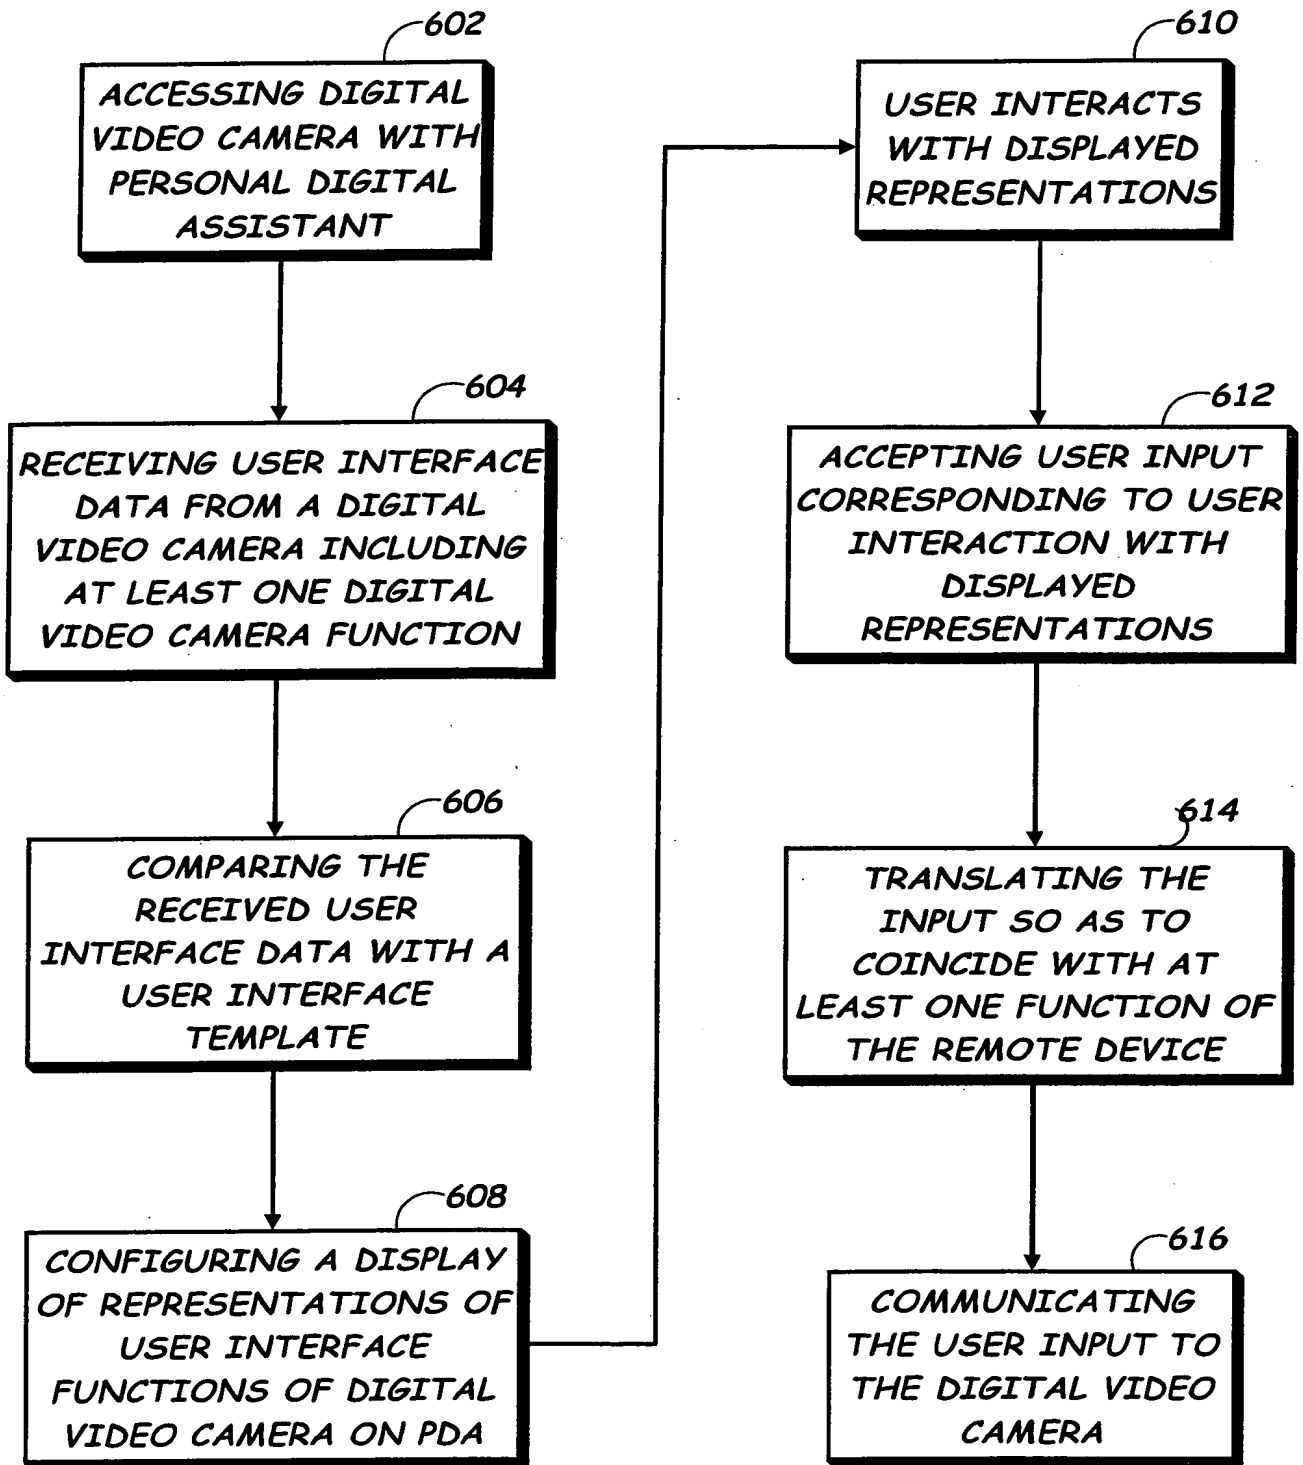 602
ACCESSING DIGITAL
VIDEO CAMERA WITH
PERSONAL DIGITAL
ASSISTANT
604
RECEIVING USER INTERFACE
DATA FROM A DIGITAL
VIDEO CAMERA INCLUDING
AT LEAST ONE DIGITAL
VIDEO CAMERA FUNCTION
606
COMPARING THE
RECEIVED USER
INTERFACE DATA WITH A
USER INTERFACE
TEMPLATE
608
CONFIGURING A DISPLAY
OF REPRESENTATIONS OF
USER INTERFACE
FUNCTIONS OF DIGITAL
VIDEO CAMERA ON PDA
610
USER INTERACTS
WITH DISPLAYED
REPRESENTATIONS
612
ACCEPTING USER INPUT
CORRESPONDING TO USER
INTERACTION WITH
DISPLAYED
REPRESENTATIONS
614
TRANSLATING THE
INPUT SO AS TO
COINCIDE WITH AT
LEAST ONE FUNCTION OF
THE REMOTE DEVICE
616
COMMUNICATING
THE USER INPUT TO
THE DIGITAL VIDEO
CAMERA